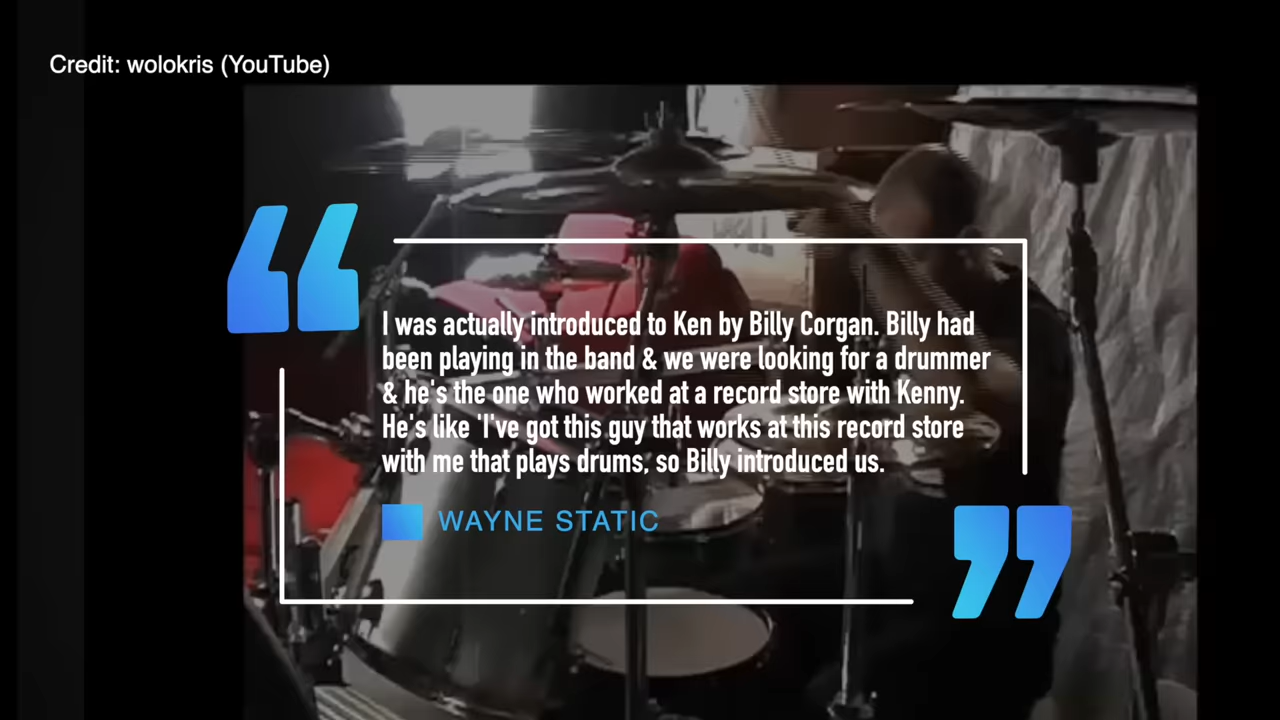 Credit: wolokris (YouTube)
I was actually introduced to Ken by Billy Corgan. Billy had
been playing in the band & we were looking for a drummer
& he's the one who worked at a record store with Kenny.
He's like 'I've got this guy that works at this record store
with me that plays drums, so Billy introduced us.
WAYNE STATIC